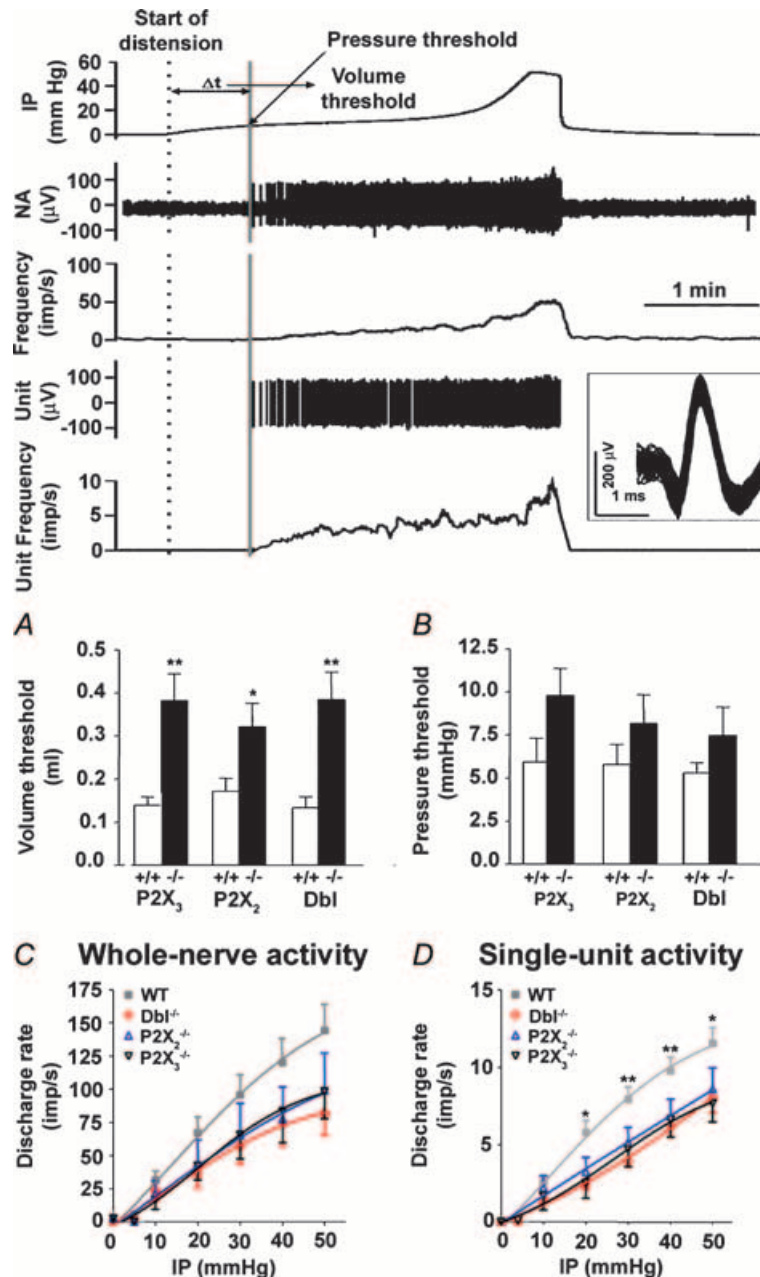 Start of
distension
Pressure threshold
Δt
Volume
threshold
IP
(mm Hg)
60
40
20
0
NA
(µV)
100
0
-100
Frequency
(imp/s)
100
50
0
1 min
Unit
(µV)
100
0
-100
Unit Frequency
(imp/s)
10
5
0
200 µV
1 ms
A
Volume threshold
(ml)
0.5
0.4
0.3
0.2
0.1
0.0
** * **
+/+ -/- +/+ -/- +/+ -/-
P2X₃ P2X₂ Dbl
B
Pressure threshold
(mmHg)
12.5
10.0
7.5
5.0
2.5
0.0
+/+ -/- +/+ -/- +/+ -/-
P2X₃ P2X₂ Dbl
C Whole-nerve activity
Discharge rate
(imp/s)
175
150
125
100
75
50
25
0
WT
Dbl⁻/⁻
P2X₂⁻/⁻
P2X₃⁻/⁻
0 10 20 30 40 50
IP (mmHg)
D Single-unit activity
Discharge rate
(imp/s)
15
10
5
0
WT
Dbl⁻/⁻
P2X₂⁻/⁻
P2X₃⁻/⁻
* ** ** *
0 10 20 30 40 50
IP (mmHg)